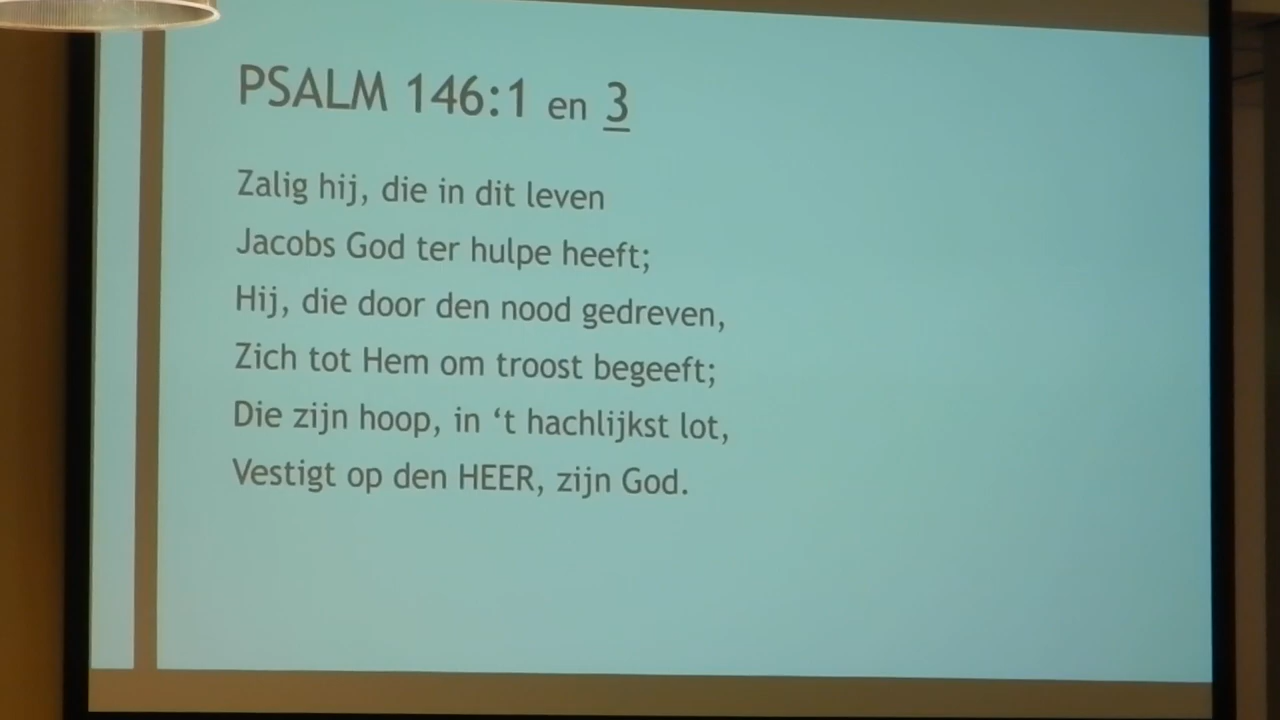 PSALM 146:1 en 3
Zalig hij, die in dit leven
Jacobs God ter hulpe heeft;
Hij, die door den nood gedreven,
Zich tot Hem om troost begeeft;
Die zijn hoop, in ‘t hachlijkst lot,
Vestigt op den HEER, zijn God.